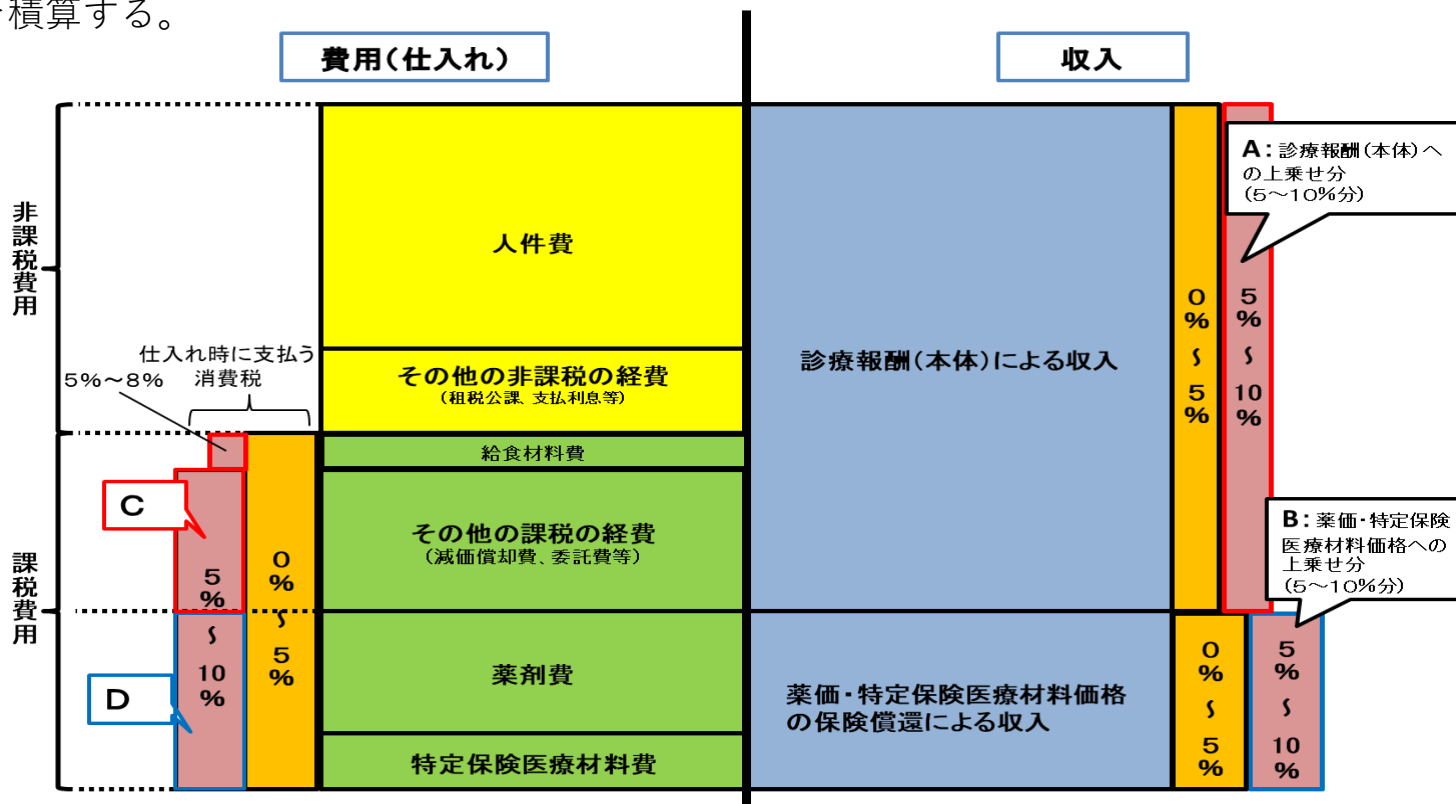 を積算する。
費用(仕入れ)
収入
非課税費用
人件費
その他の非課税の経費
(租税公課、支払利息等)
仕入れ時に支払う
消費税
5%～8%
課税費用
給食材料費
その他の課税の経費
(減価償却費、委託費等)
薬剤費
特定保険医療材料費
C
D
5%～10%
0%～5%
診療報酬(本体)による収入
薬価・特定保険医療材料価格
の保険償還による収入
0%～5%
5%～10%
A：診療報酬(本体)へ
の上乗せ分
(5～10%分)
B：薬価・特定保険
医療材料価格への
上乗せ分
(5～10%分)
0%～5%
5%～10%